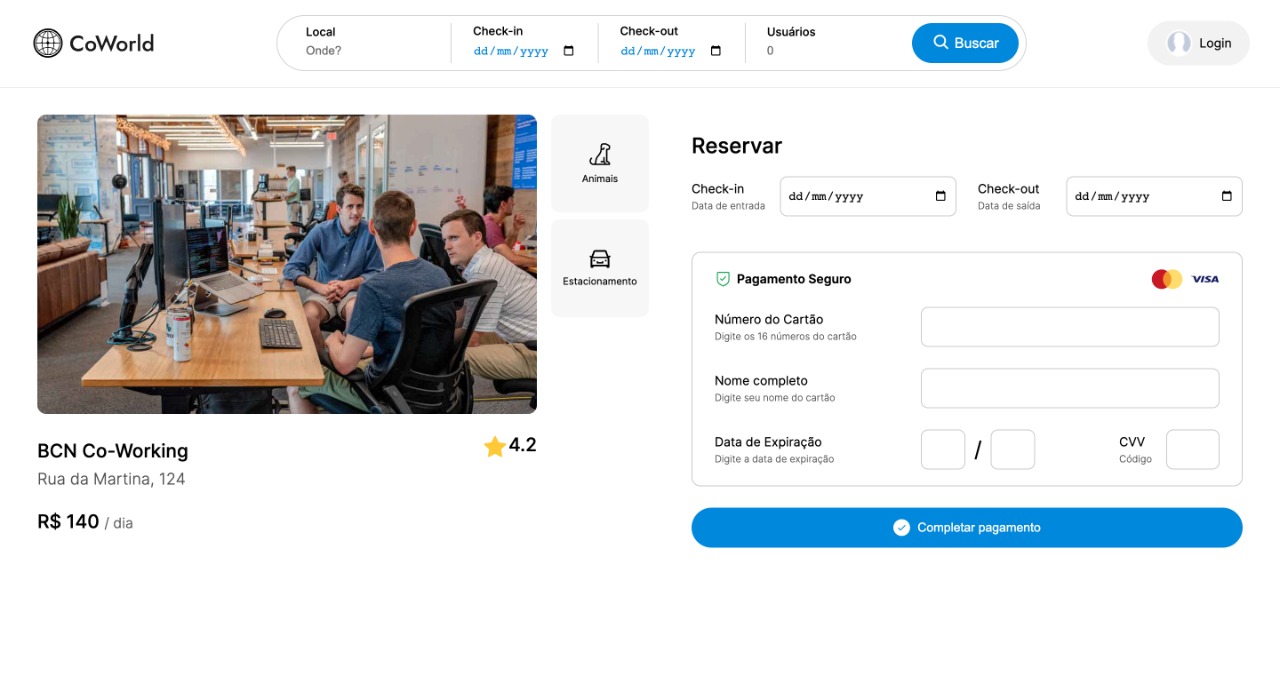 CoWorld
Local
Onde?
Check-in
dd/mm/yyyy
Check-out
dd/mm/yyyy
Usuários
0
Buscar
Login
Animais
Estacionamento
BCN Co-Working
4.2
Rua da Martina, 124
R$ 140 / dia
Reservar
Check-in
Data de entrada
dd/mm/yyyy
Check-out
Data de saída
dd/mm/yyyy
Pagamento Seguro
VISA
Número do Cartão
Digite os 16 números do cartão
Nome completo
Digite seu nome do cartão
Data de Expiração
Digite a data de expiração
/
CVV
Código
Completar pagamento